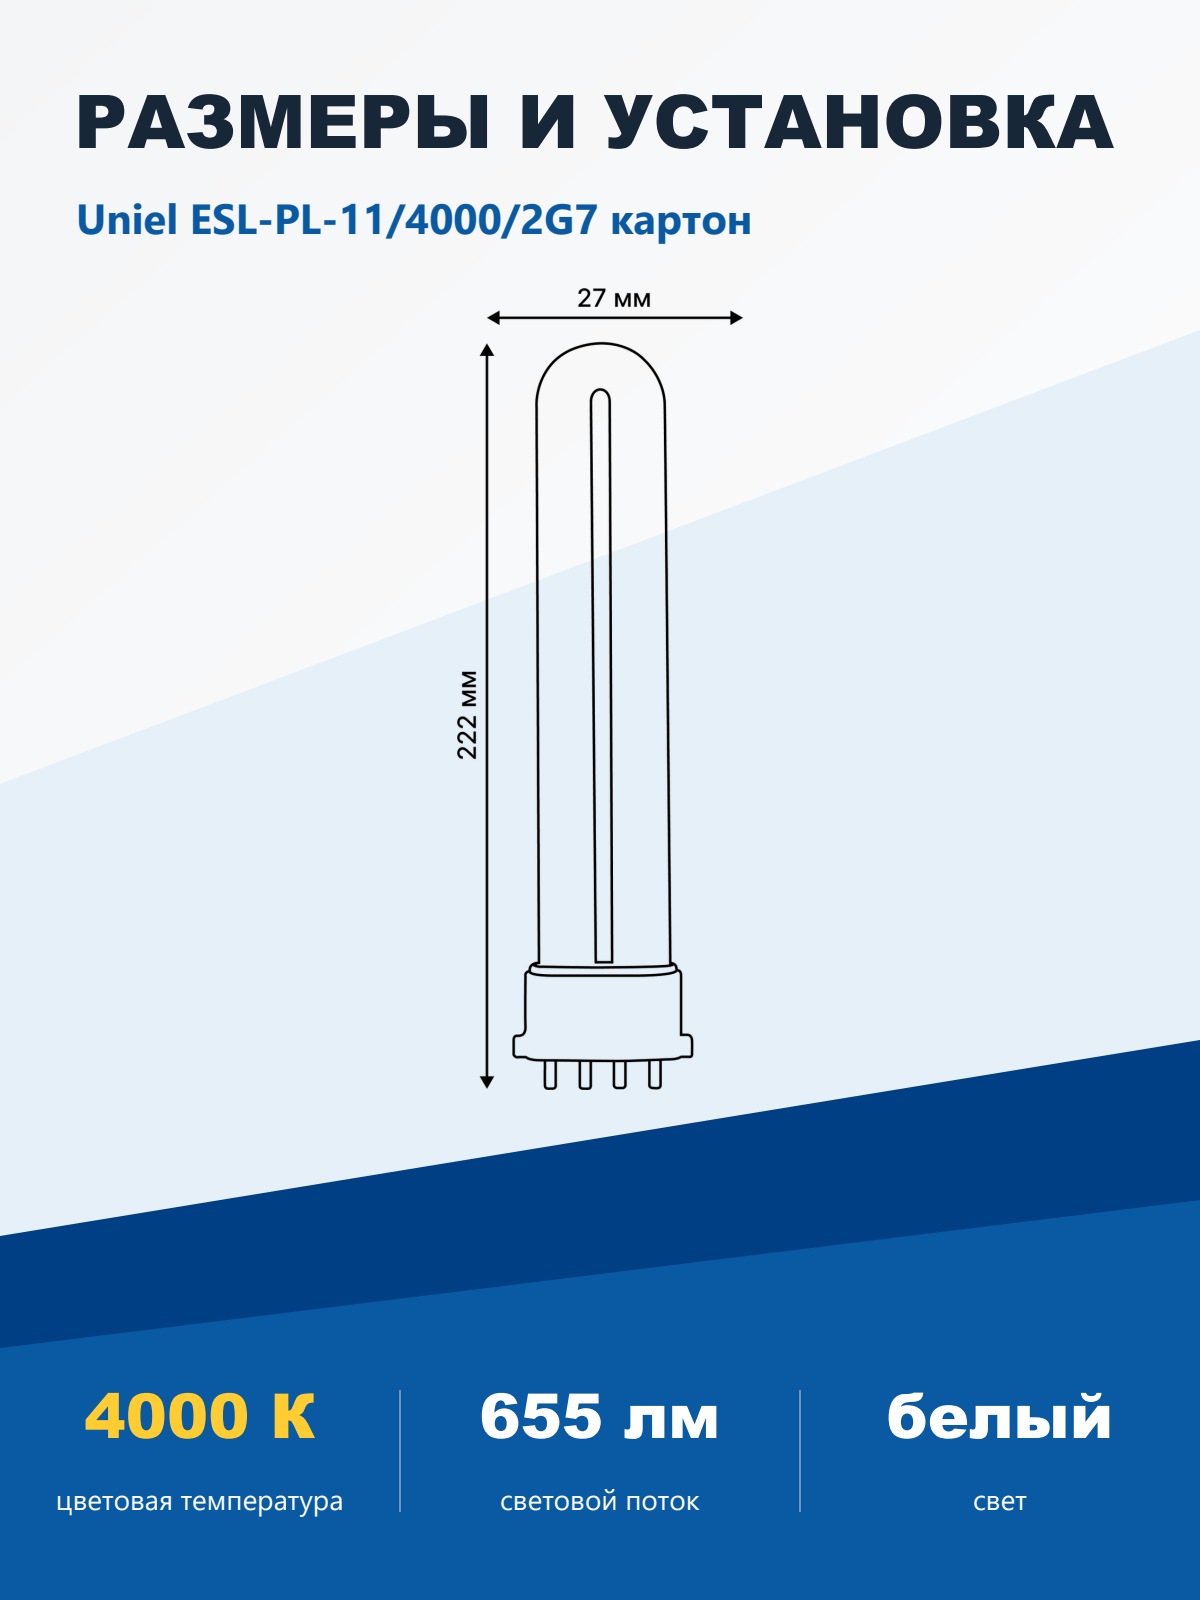 РАЗМЕРЫ И УСТАНОВКА
Uniel ESL-PL-11/4000/2G7 картон
27 мм
222 мм
4000 К
цветовая температура
655 лм
световой поток
белый
свет